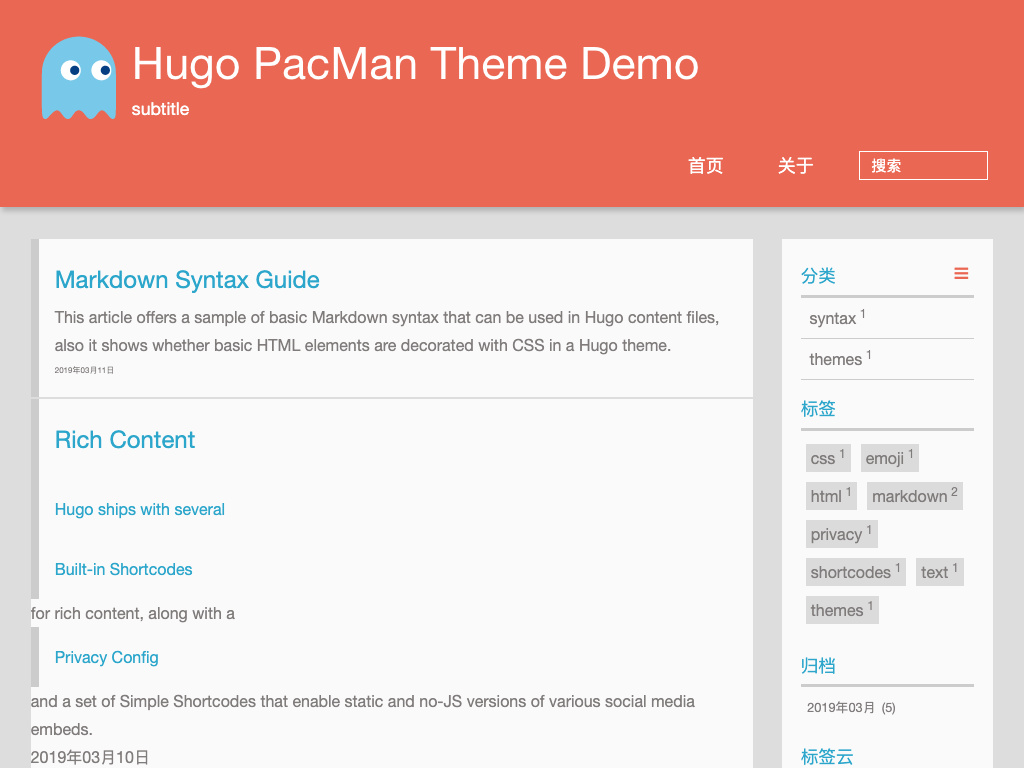 Hugo PacMan Theme Demo
subtitle
首页
关于
搜索
Markdown Syntax Guide
This article offers a sample of basic Markdown syntax that can be used in Hugo content files,
also it shows whether basic HTML elements are decorated with CSS in a Hugo theme.
2019年03月11日
Rich Content
Hugo ships with several
Built-in Shortcodes
for rich content, along with a
Privacy Config
and a set of Simple Shortcodes that enable static and no-JS versions of various social media
embeds.
2019年03月10日
分类
syntax 1
themes 1
标签
css 1 emoji 1
html 1 markdown 2
privacy 1
shortcodes 1 text 1
themes 1
归档
2019年03月 (5)
标签云